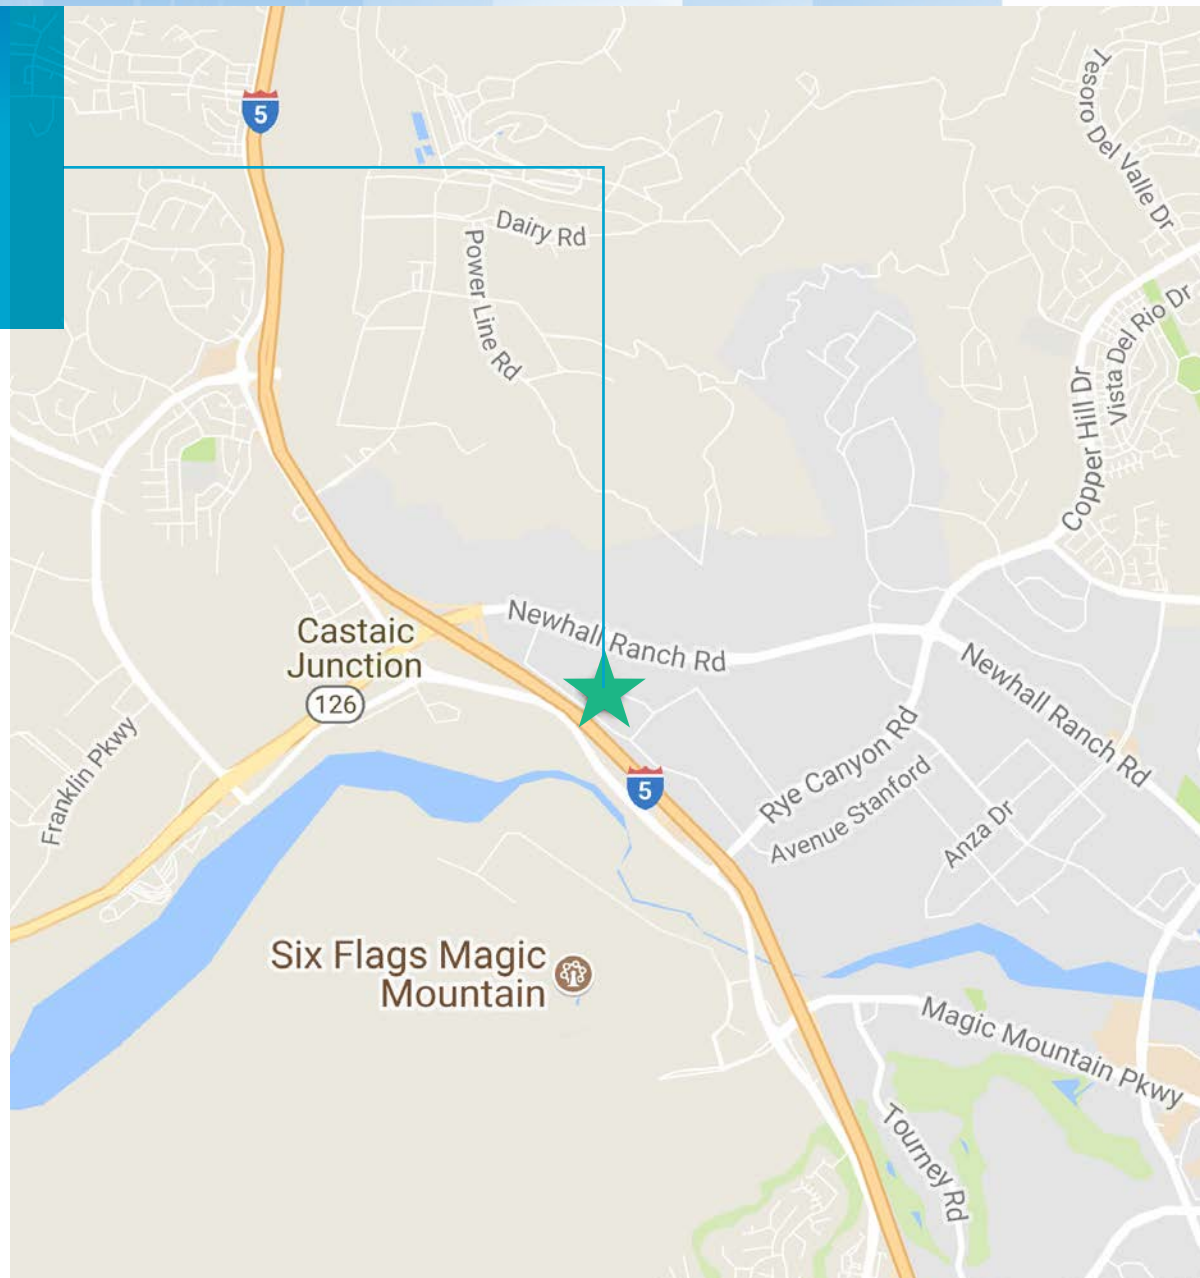 5
Tesoro Del Valle Dr
Dairy Rd
Power Line Rd
Vista Del Rio Dr
Copper Hill Dr
Newhall Ranch Rd
Castaic
Junction
126
Newhall Ranch Rd
Franklin Pkwy
Rye Canyon Rd
5
Avenue Stanford
Anza Dr
Six Flags Magic
Mountain
Magic Mountain Pkwy
Tourney Rd